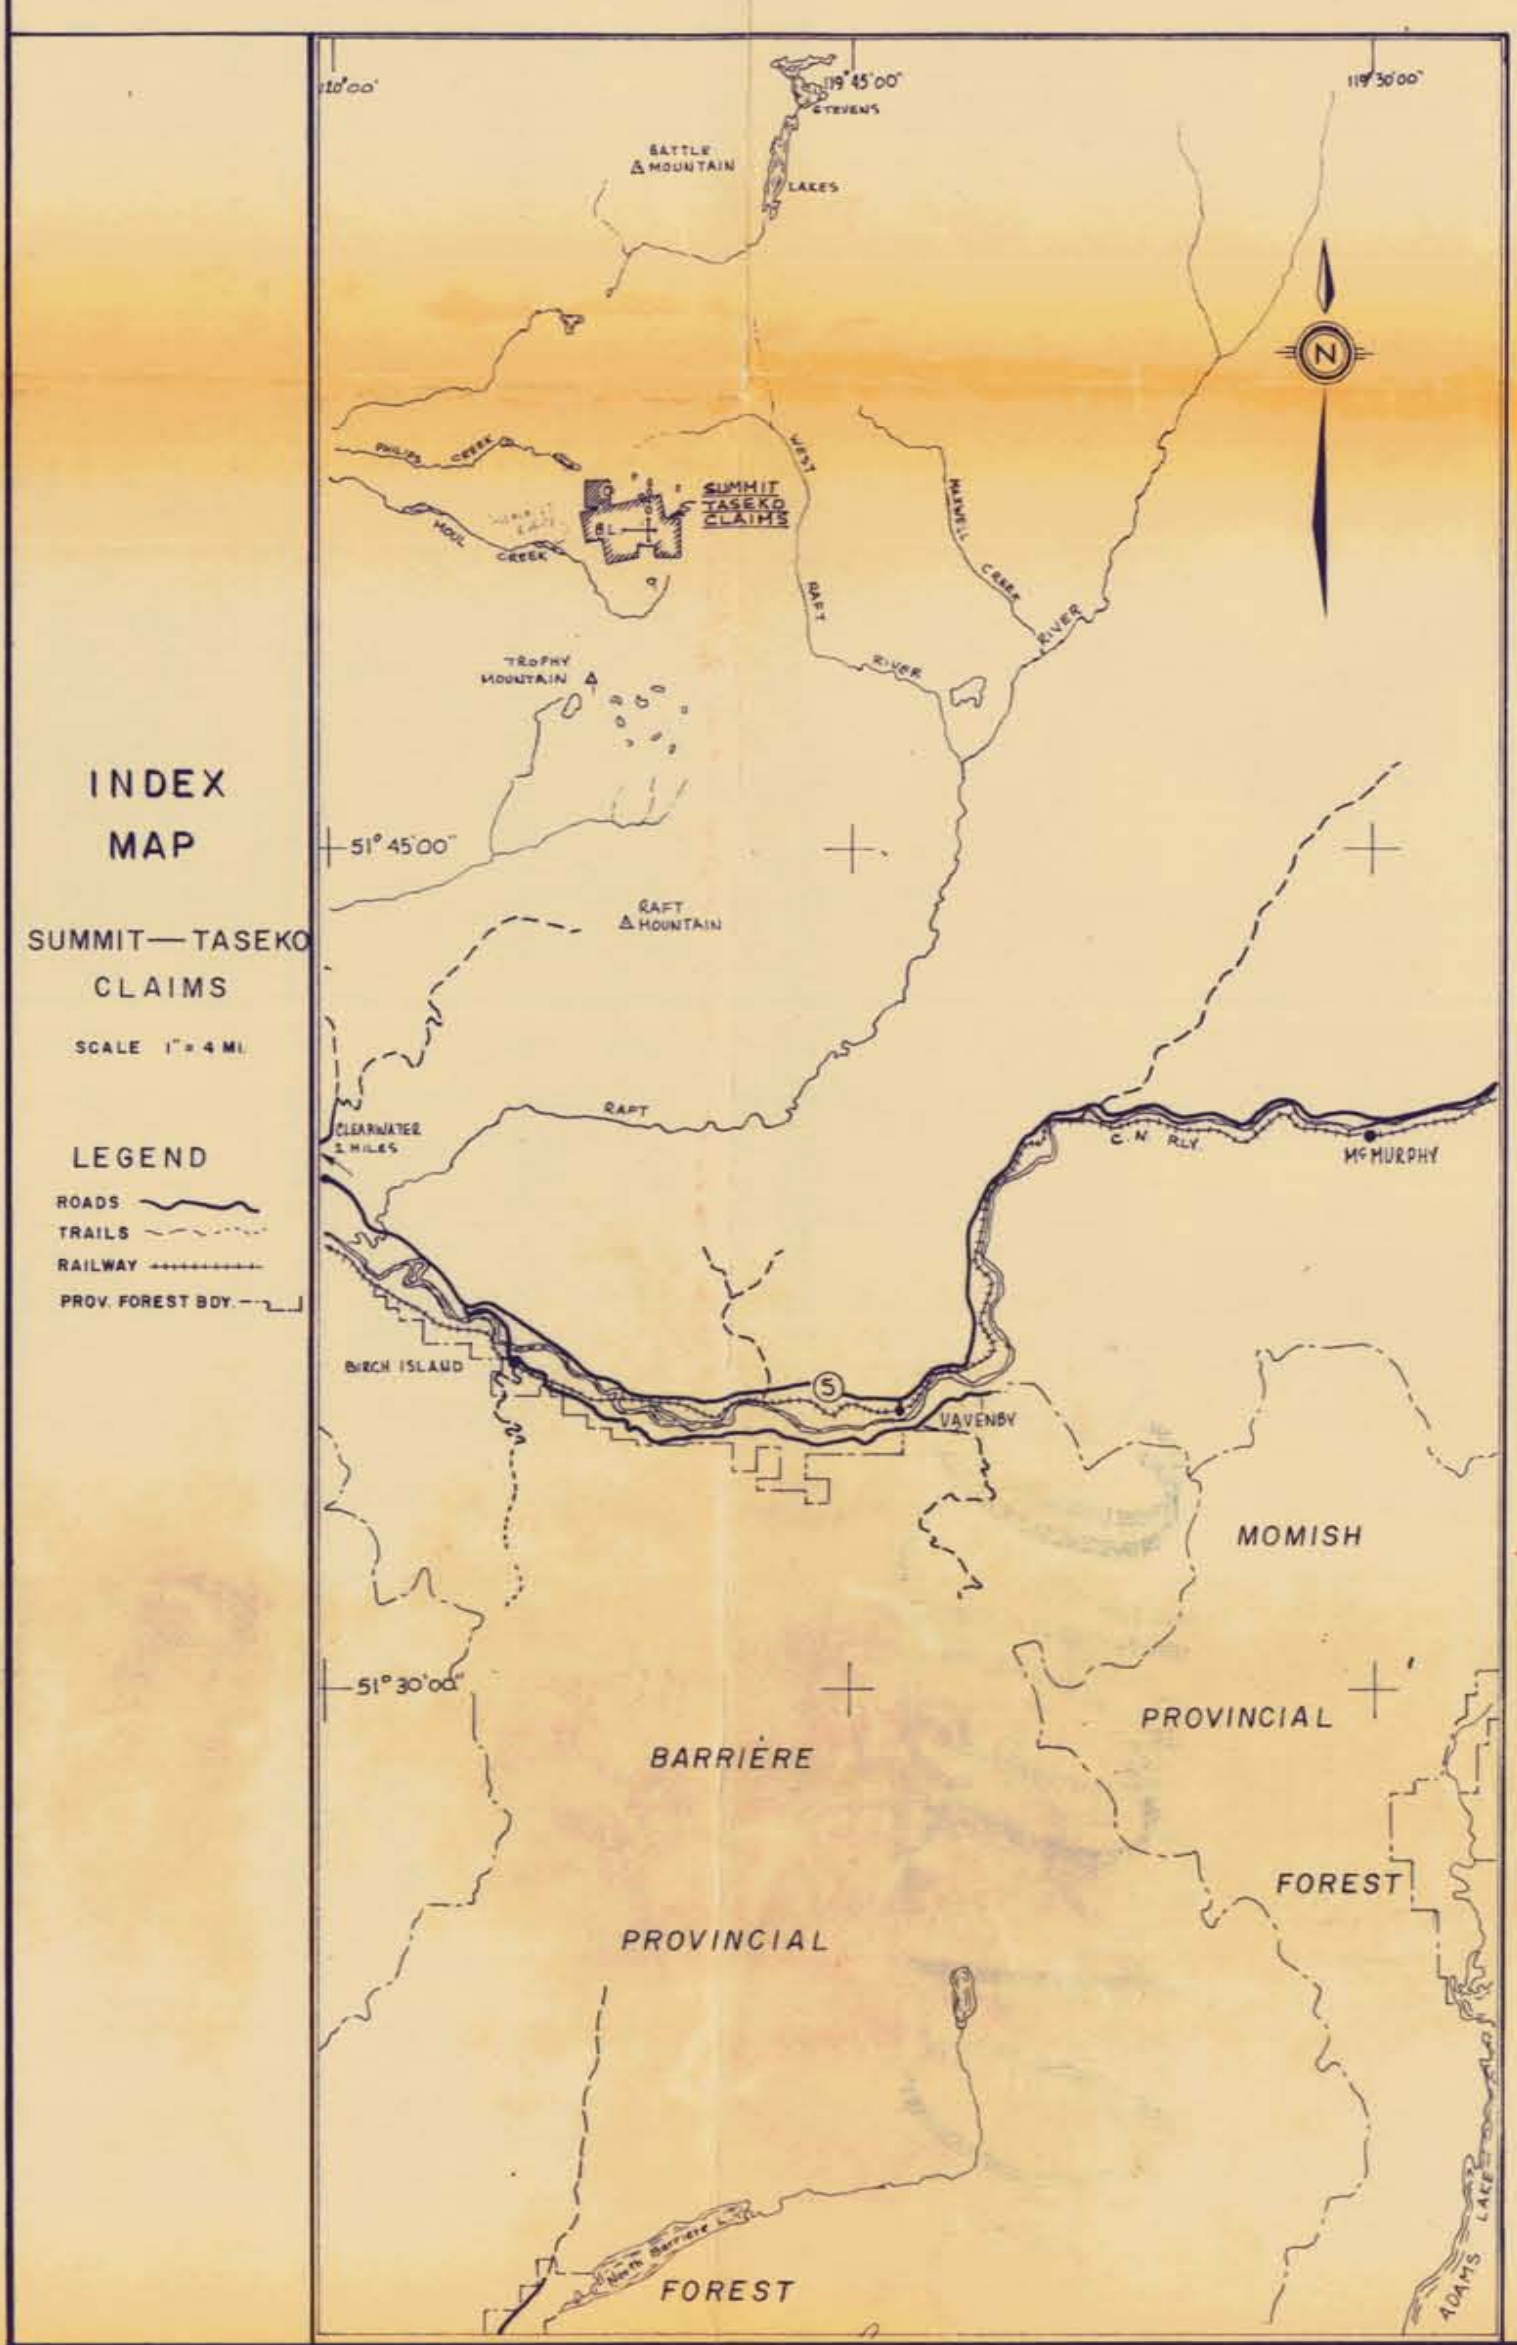 INDEX
MAP
SUMMIT—TASEKO
CLAIMS
SCALE 1" = 4 MI.
LEGEND
ROADS
TRAILS
RAILWAY
PROV. FOREST BDY.
120°00'
119°45'00"
119°30'00"
STEVENS
LAKES
BATTLE
MOUNTAIN
N
PHILIPS CREEK
MOUL
CREEK
BL
SUMMIT
TASEKO
CLAIMS
WEST
RAFT
RIVER
MAXWELL
CREEK
RIVER
TROPHY
MOUNTAIN
51°45'00"
RAFT
MOUNTAIN
RAFT
CLEARWATER
2 MILES
C. N. RLY.
McMURPHY
BIRCH ISLAND
5
VAVENBY
MOMISH
51°30'00"
PROVINCIAL
BARRIÈRE
FOREST
PROVINCIAL
North Barriere L.
FOREST
ADAMS LAKE